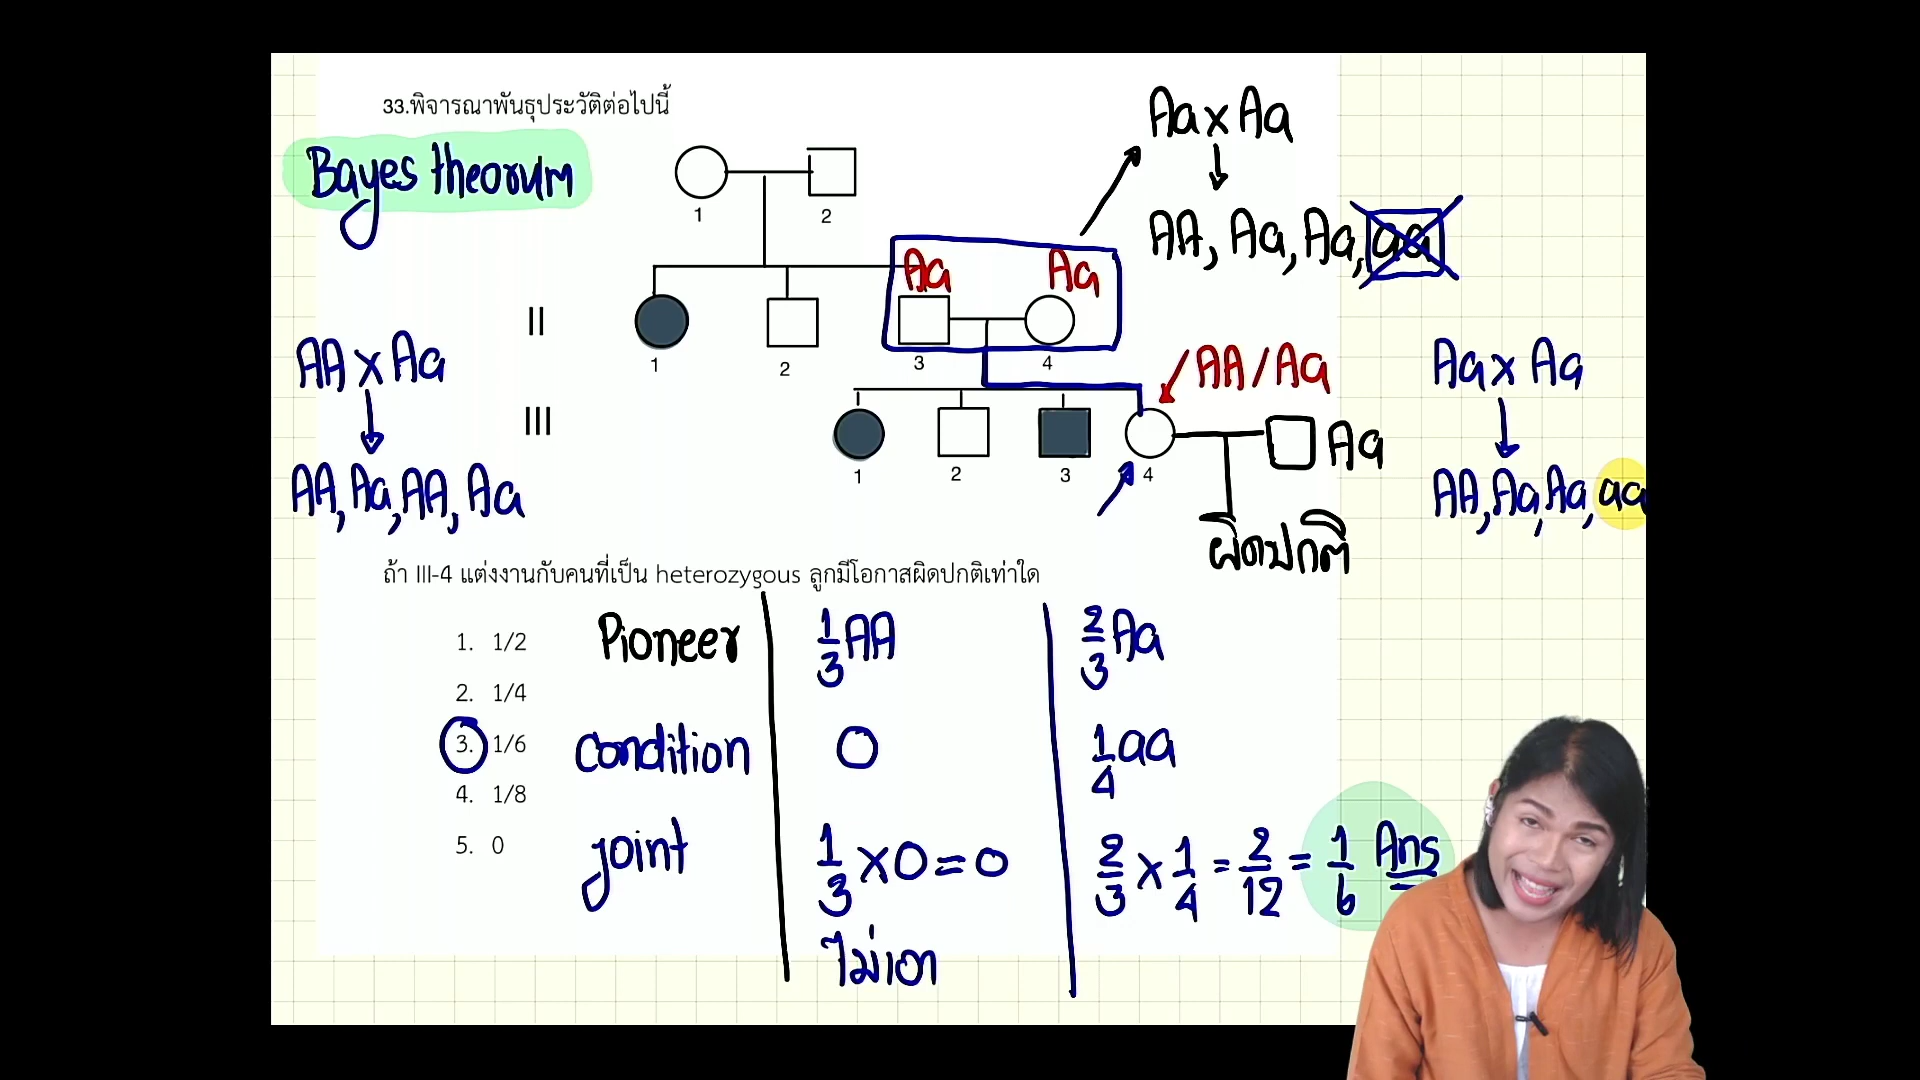 33.พิจารณาพันธุประวัติต่อไปนี้
Bayes theorum
Aa x Aa
AA, Aa, Aa, aa
1 2
Aa Aa
II
1 2 3 4
AA x Aa
AA, Aa, AA, Aa
AA/Aa
Aa x Aa
AA, Aa, Aa, aa
III
Aa
1 2 3 4
ผิดปกติ
ถ้า III-4 แต่งงานกับคนที่เป็น heterozygous ลูกมีโอกาสผิดปกติเท่าใด
1. 1/2
2. 1/4
3. 1/6
4. 1/8
5. 0
Pioneer 1/3 AA 2/3 Aa
condition 0 1/4 aa
joint 1/3 x 0 = 0 2/3 x 1/4 = 2/12 = 1/6 Ans
ไม่เอา